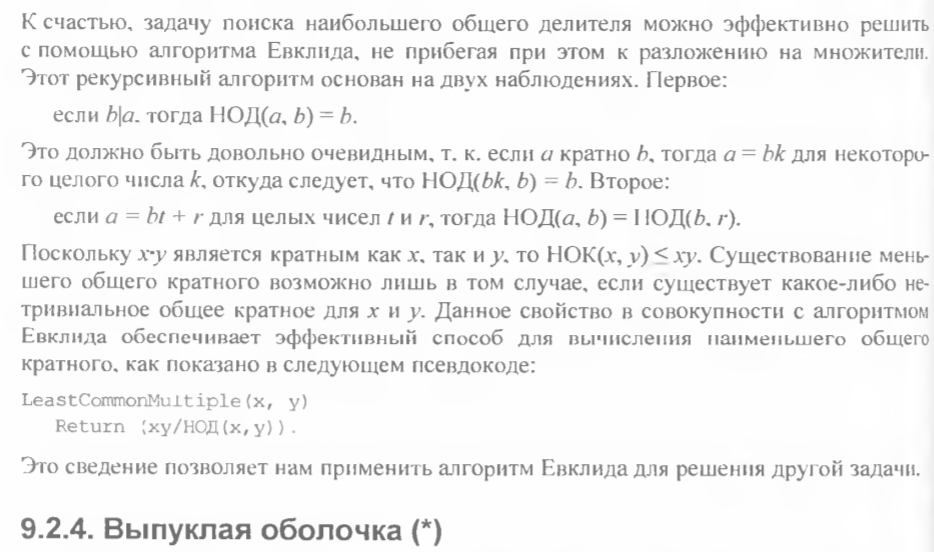 К счастью, задачу поиска наибольшего общего делителя можно эффективно решить
с помощью алгоритма Евклида, не прибегая при этом к разложению на множители.
Этот рекурсивный алгоритм основан на двух наблюдениях. Первое:
если b|a. тогда НОД(a, b) = b.
Это должно быть довольно очевидным, т. к. если a кратно b, тогда a = bk для некоторо-
го целого числа k, откуда следует, что НОД(bk, b) = b. Второе:
если a = bt + r для целых чисел t и r, тогда НОД(a, b) = НОД(b, r).
Поскольку x·y является кратным как x, так и y, то НОК(x, y) ≤ xy. Существование мень-
шего общего кратного возможно лишь в том случае, если существует какое-либо не-
тривиальное общее кратное для x и y. Данное свойство в совокупности с алгоритмом
Евклида обеспечивает эффективный способ для вычисления наименьшего общего
кратного, как показано в следующем псевдокоде:
LeastCommonMultiple(x, y)
Return (xy/НОД(x,y)).
Это сведение позволяет нам применить алгоритм Евклида для решения другой задачи.
9.2.4. Выпуклая оболочка (*)